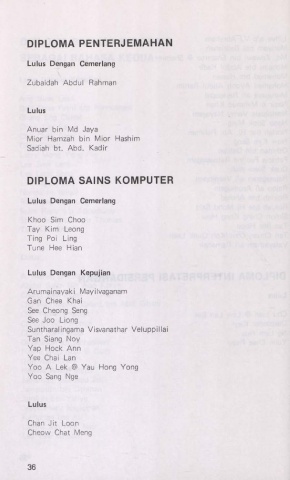 DIPLOMA PENTERJEMAHAN
Lulus Dengan Cemerlang
Zubaidah Abdul Rahman
Lulus
Anuar bin Md Jaya
Mior Hamzah bin Mior Hashim
Sadiah bt. Abd. Kadir
DIPLOMA SAINS KOMPUTER
Lulus Dengan Cemerlang
Khoo Sim Choo
Tay Kim Leong
Ting Poi Ling
Tune Hee Hian
Lulus Dengan Kepujian
Arumainayaki Mayilvaganam
Gan Chee Khai
See Cheong Seng
See Joo Liong
Suntharalingama Visvanathar Veluppillai
Tan Siang Noy
Yap Hock Ann
Yee Chai Lan
Yoo A Lek @ Yau Hong Yong
Yoo Sang Nge
Lulus
Chan Jit Loon
Cheow Chat Meng
36